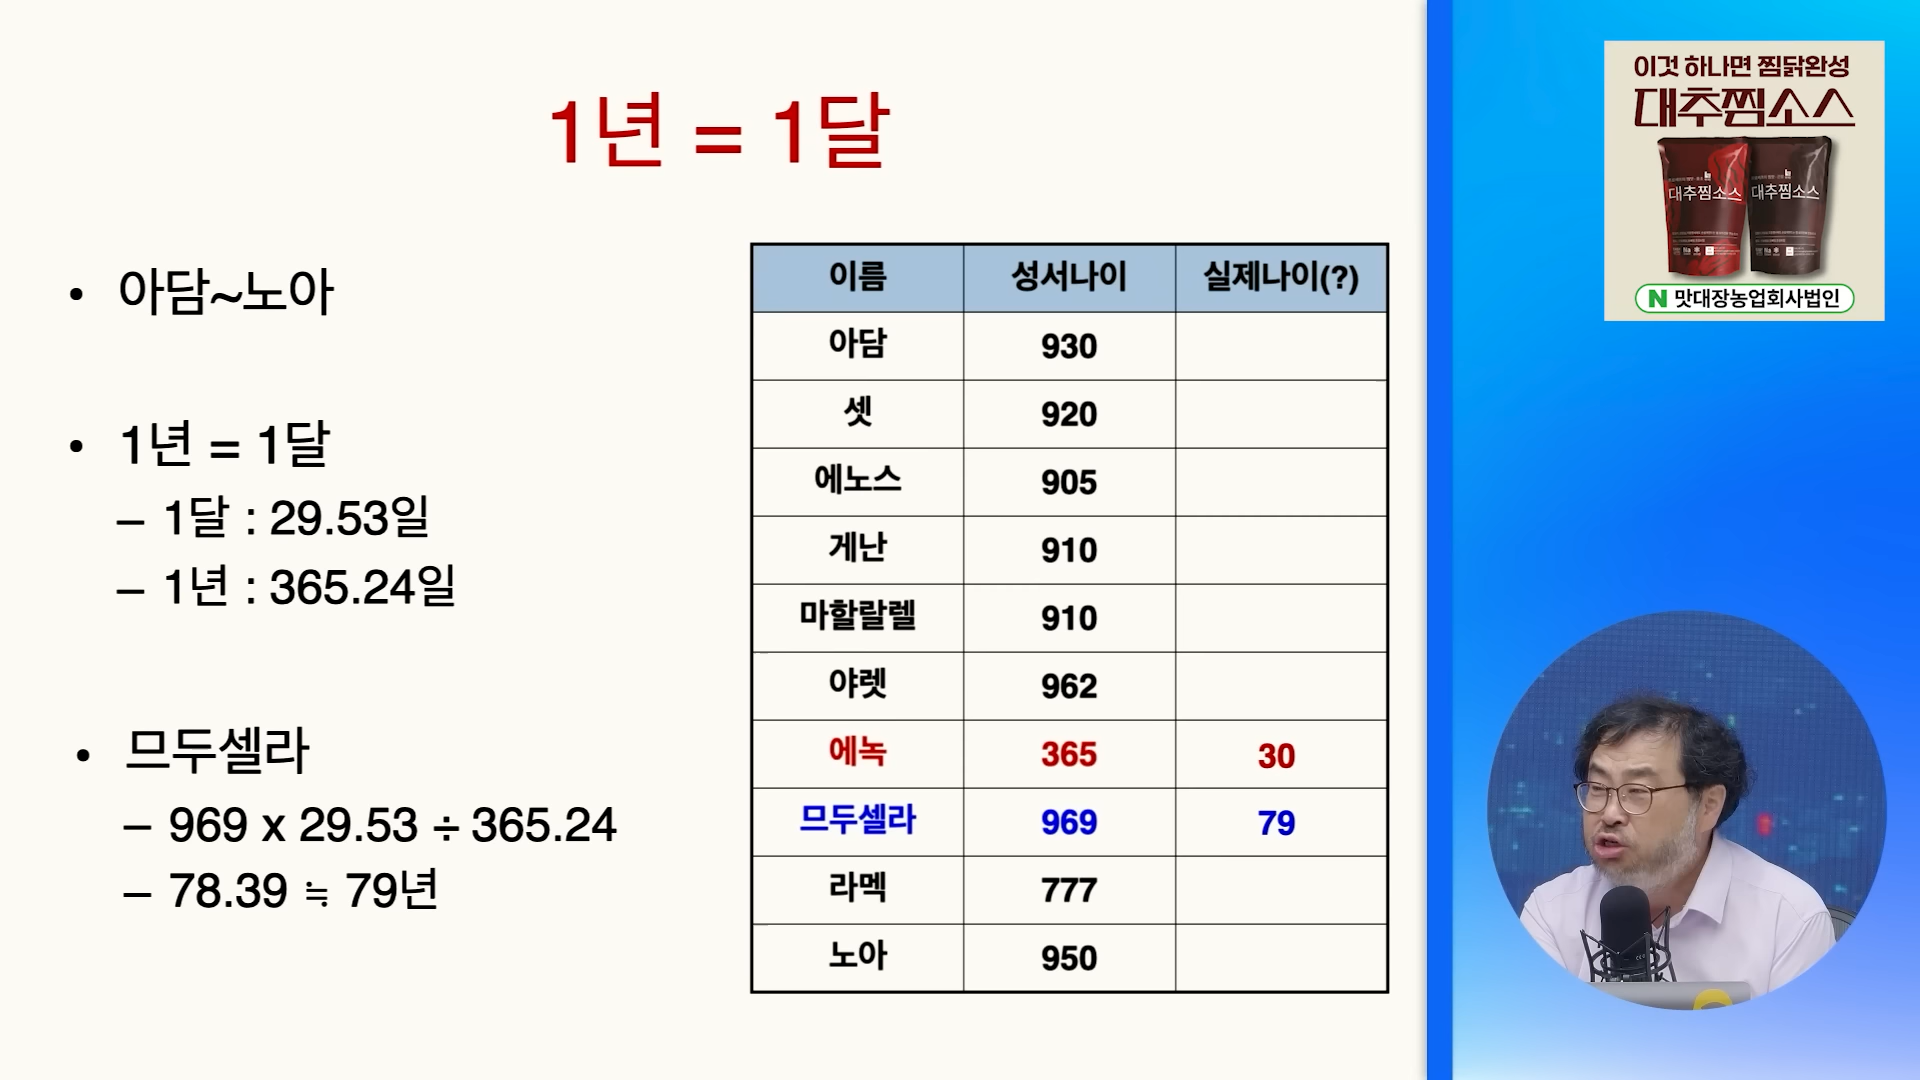 1년 = 1달
• 아담~노아
• 1년 = 1달
– 1달 : 29.53일
– 1년 : 365.24일
• 므두셀라
– 969 x 29.53 ÷ 365.24
– 78.39 ≒ 79년
이름 성서나이 실제나이(?)
아담 930
셋 920
에노스 905
게난 910
마할랄렐 910
야렛 962
에녹 365 30
므두셀라 969 79
라멕 777
노아 950
이것 하나면 찜닭완성
대추찜소스
대추찜소스
대추찜소스
N 맛대장농업회사법인